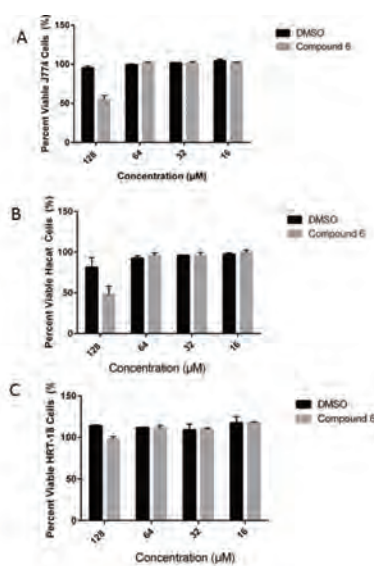 A
DMSO
Compound 6
Percent Viable J774 Cells (%)
150
100
50
0
128
64
32
16
Concentration (µM)
B
DMSO
Compound 6
Percent Viable Hacat Cells (%)
150
100
50
0
128
64
32
16
Concentration (µM)
C
DMSO
Compound 6
Percent Viable HRT-18 Cells (%
150
100
50
0
128
64
32
16
Concentration (µM)